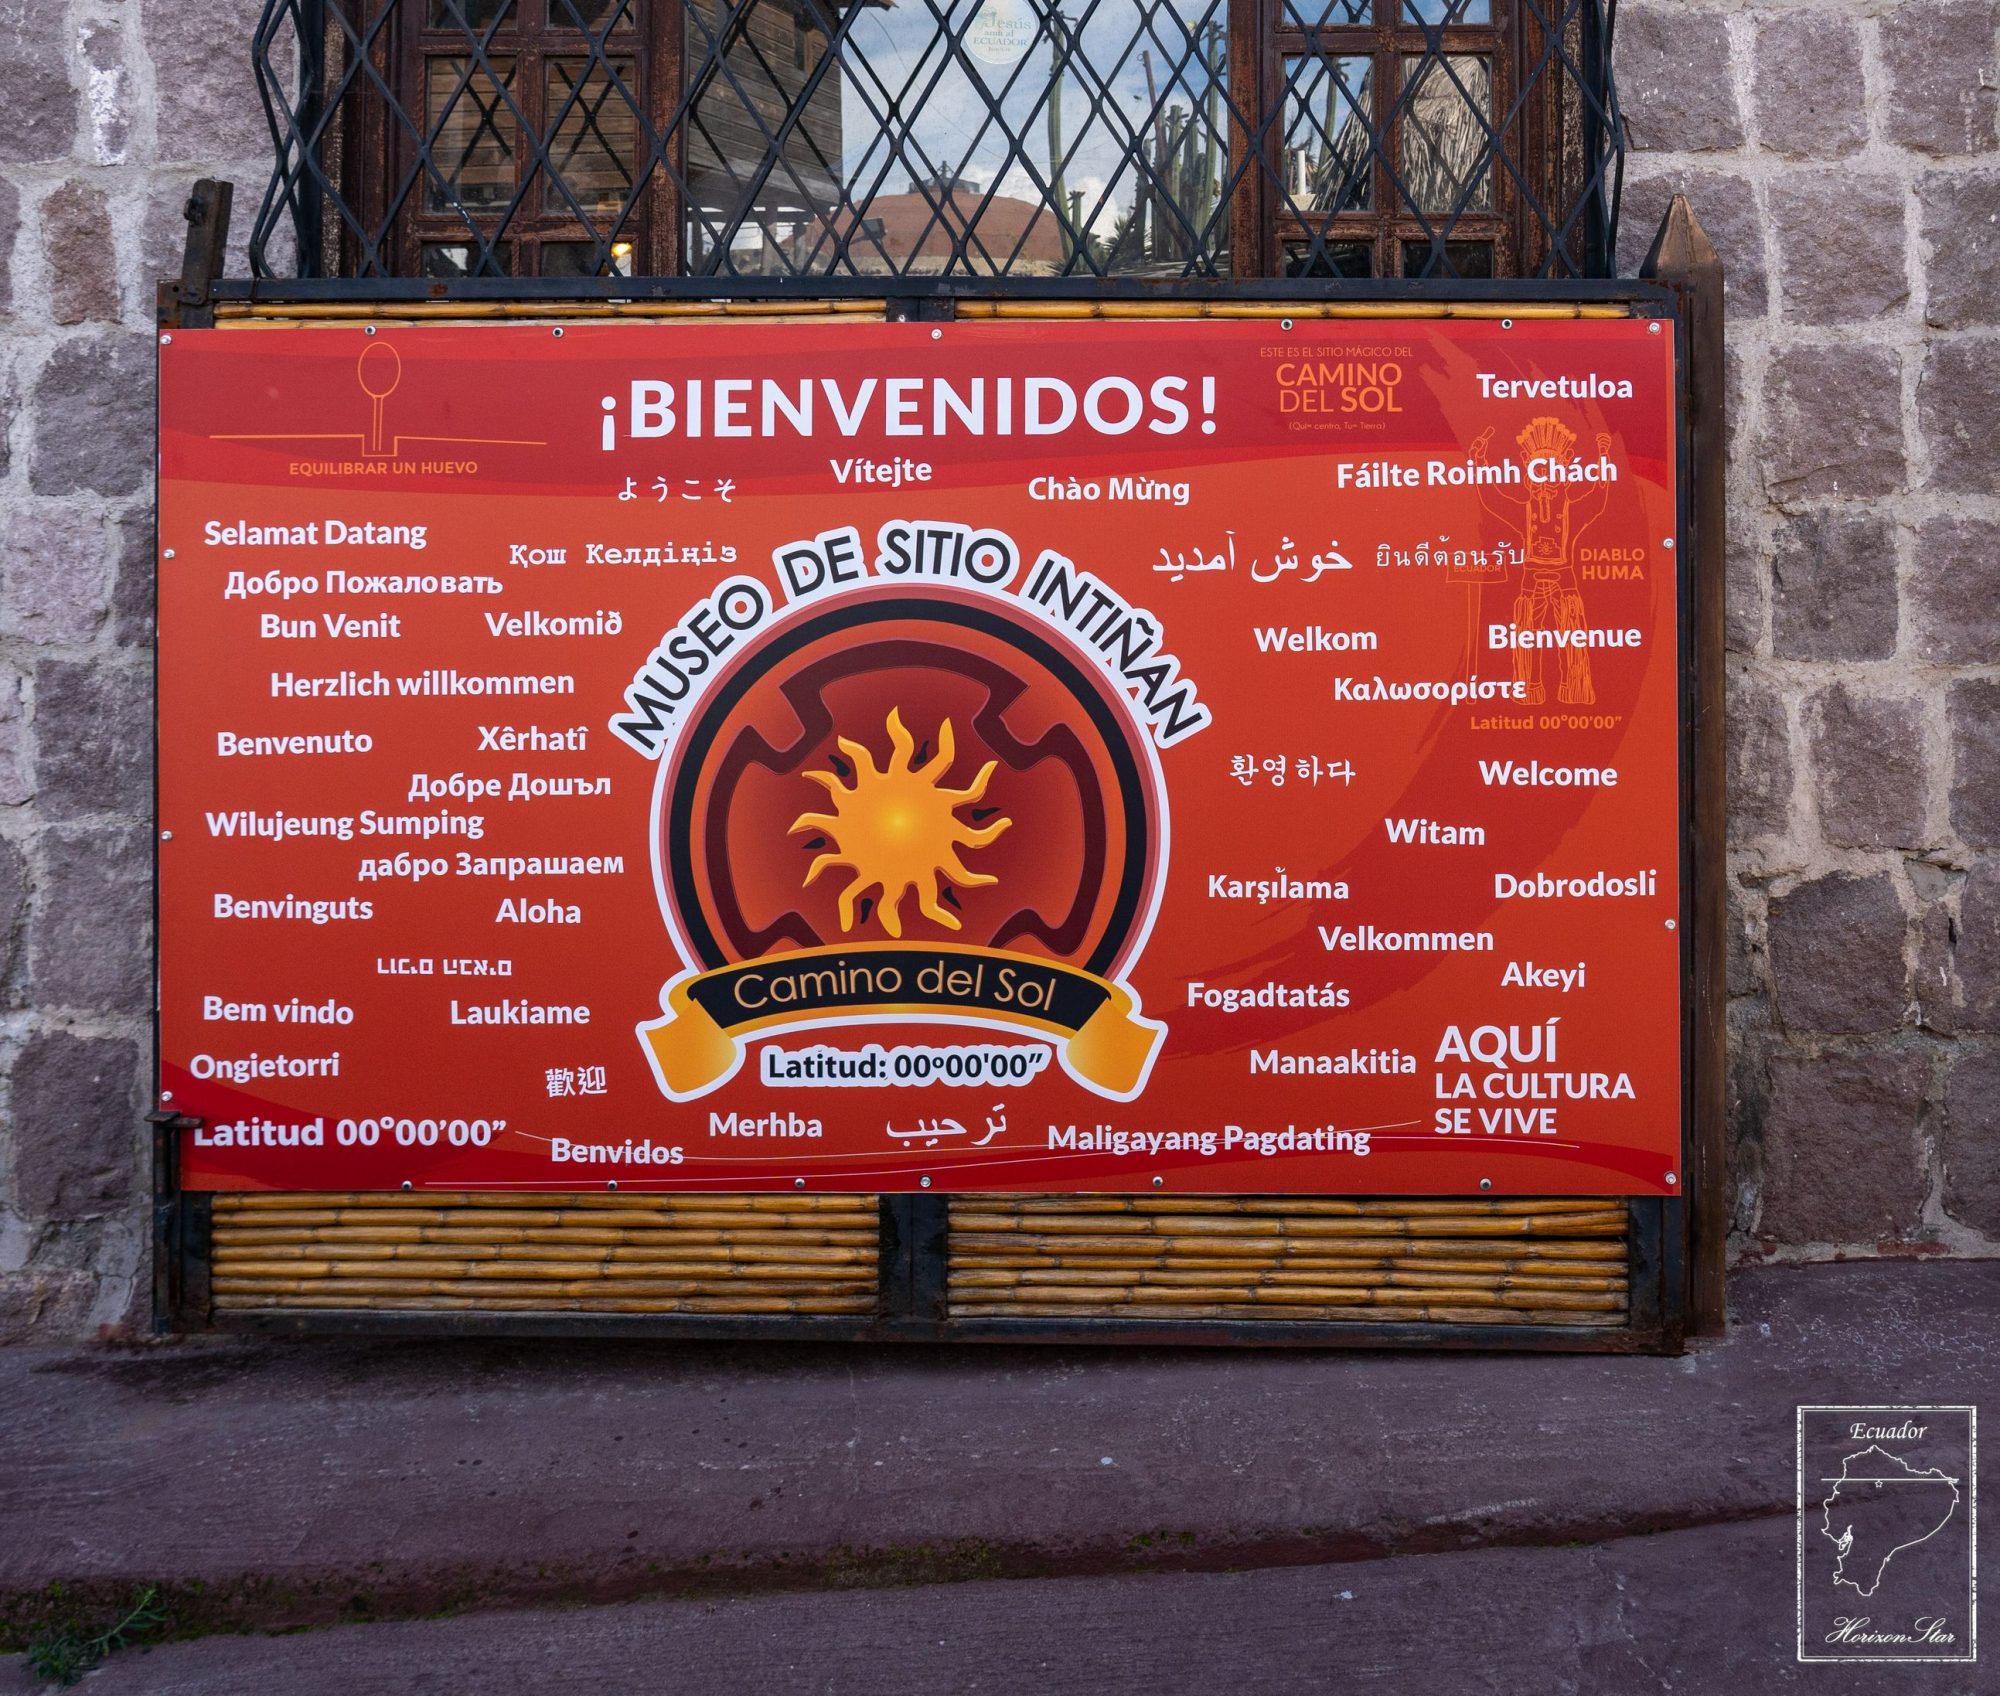 Jesús
ECUADOR
¡BIENVENIDOS!
ESTE ES EL SITIO MÁGICO DEL
CAMINO
DEL SOL
Tervetuloa
EQUILIBRAR UN HUEVO
ようこそ
Vítejte
Chào Mừng
Fáilte Roimh Chách
Selamat Datang
Қош Келдіңіз
خوش آمدید
ยินดีต้อนรับ
DIABLO
HUMA
ECUADOR
Добро Пожаловать
Bun Venit
Velkomið
Welkom
Bienvenue
Herzlich willkommen
Καλωσορίστε
Latitud 00°00'00”
MUSEO DE SITIO INTIÑAN
Benvenuto
Xêrhatî
환영하다
Welcome
Добре Дошъл
Wilujeung Sumping
Witam
дабро Запрашаем
Karşılama
Dobrodosli
Benvinguts
Aloha
Velkommen
Akeyi
Camino del Sol
Fogadtatás
Bem vindo
Laukiame
Latitud: 00º00'00”
Manaakitia
AQUÍ
LA CULTURA
SE VIVE
Ongietorri
歡迎
Latitud 00°00'00”
Benvidos
Merhba
ترحيب
Maligayang Pagdating
Ecuador
Horizon Star